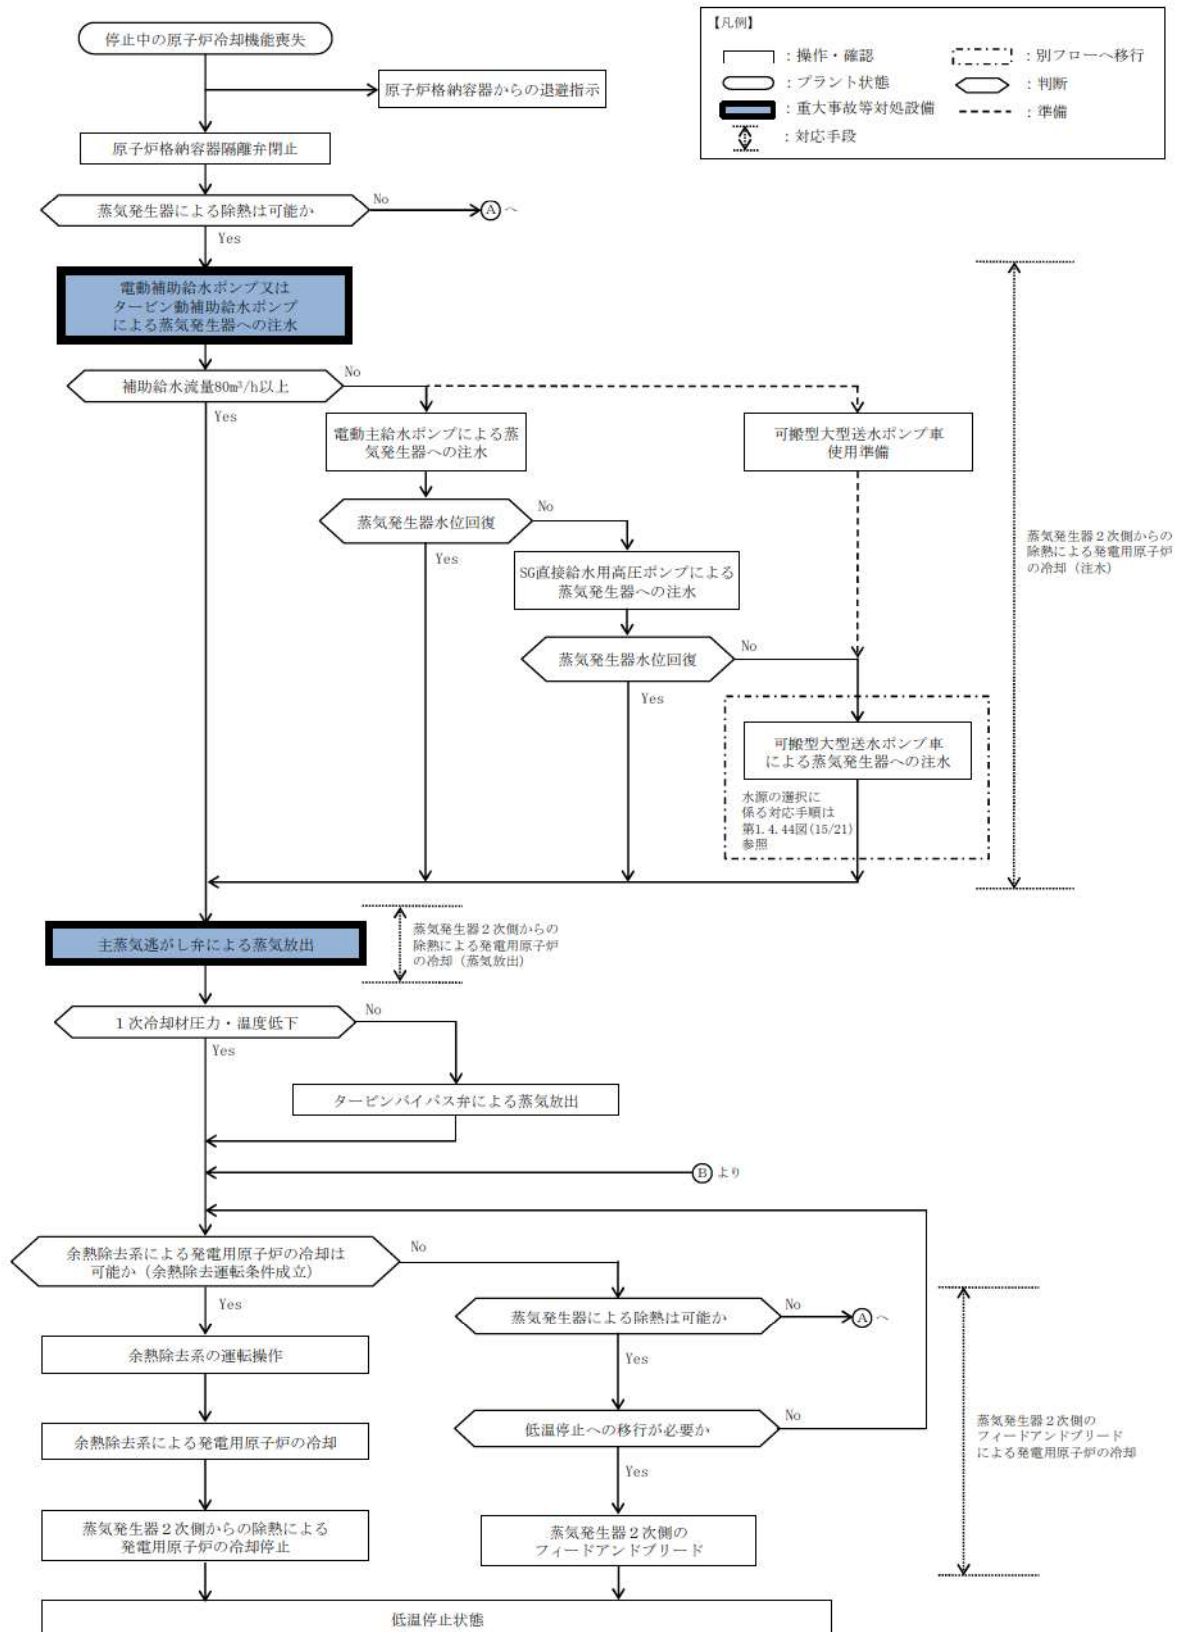 停止中の原子炉冷却機能喪失
原子炉格納容器からの退避指示
【凡例】
：操作・確認
：別フローへ移行
：プラント状態
：判断
：重大事故等対処設備
：準備
：対応手段
原子炉格納容器隔離弁閉止
蒸気発生器による除熱は可能か
No
Ⓐへ
Yes
電動補助給水ポンプ又は
タービン動補助給水ポンプ
による蒸気発生器への注水
補助給水流量80m³/h以上
No
Yes
電動主給水ポンプによる蒸
気発生器への注水
可搬型大型送水ポンプ車
使用準備
蒸気発生器水位回復
No
Yes
SG直接給水用高圧ポンプによる
蒸気発生器への注水
蒸気発生器水位回復
No
Yes
可搬型大型送水ポンプ車
による蒸気発生器への注水
水源の選択に
係る対応手順は
第1.4.44図(15/21)
参照
蒸気発生器２次側からの
除熱による発電用原子炉
の冷却（注水）
主蒸気逃がし弁による蒸気放出
蒸気発生器２次側からの
除熱による発電用原子炉
の冷却（蒸気放出）
１次冷却材圧力・温度低下
No
Yes
タービンバイパス弁による蒸気放出
Ⓑより
余熱除去系による発電用原子炉の冷却は
可能か（余熱除去運転条件成立）
No
Yes
蒸気発生器による除熱は可能か
No
Ⓐへ
Yes
余熱除去系の運転操作
低温停止への移行が必要か
No
Yes
余熱除去系による発電用原子炉の冷却
蒸気発生器２次側の
フィードアンドブリード
による発電用原子炉の冷却
蒸気発生器２次側からの除熱による
発電用原子炉の冷却停止
蒸気発生器２次側の
フィードアンドブリード
低温停止状態